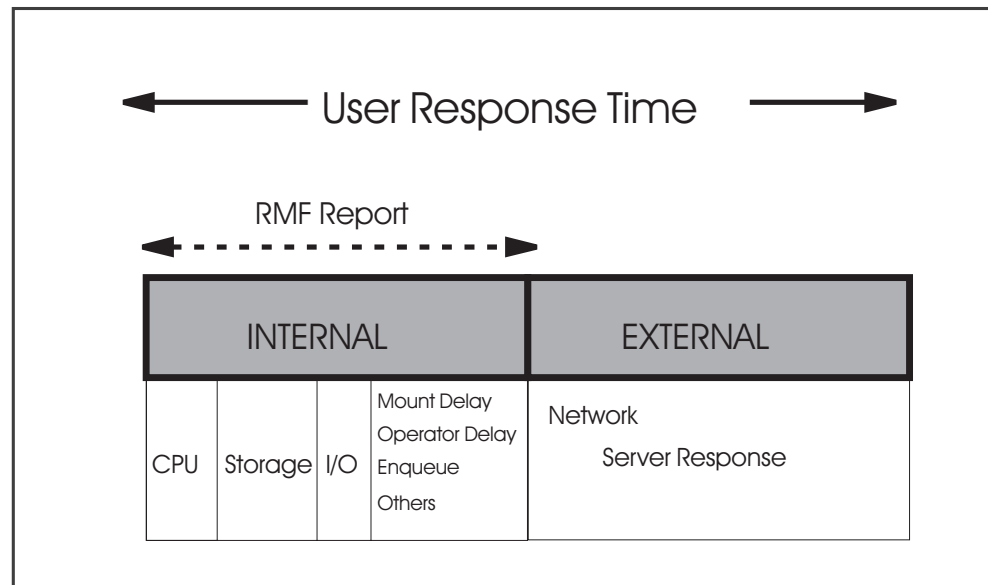 User Response Time
RMF Report
INTERNAL
EXTERNAL
CPU
Storage
I/O
Mount Delay
Operator Delay
Enqueue
Others
Network
Server Response